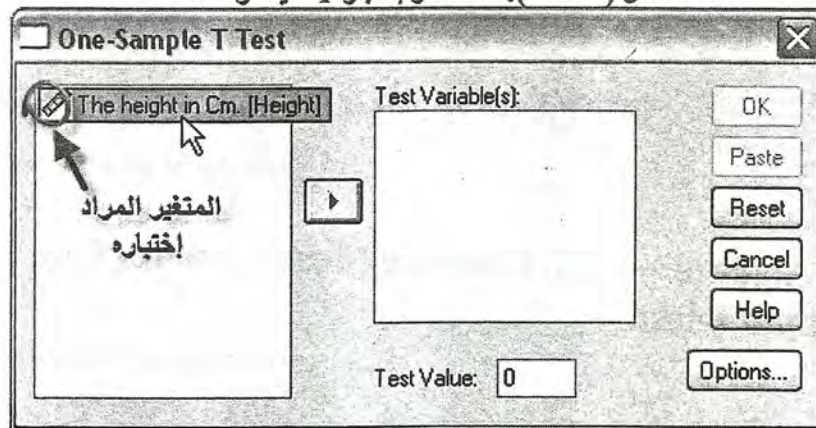 One-Sample T Test
The height in Cm. [Height]
المتغير المراد
إختباره
Test Variable(s):
Test Value: 0
OK
Paste
Reset
Cancel
Help
Options...